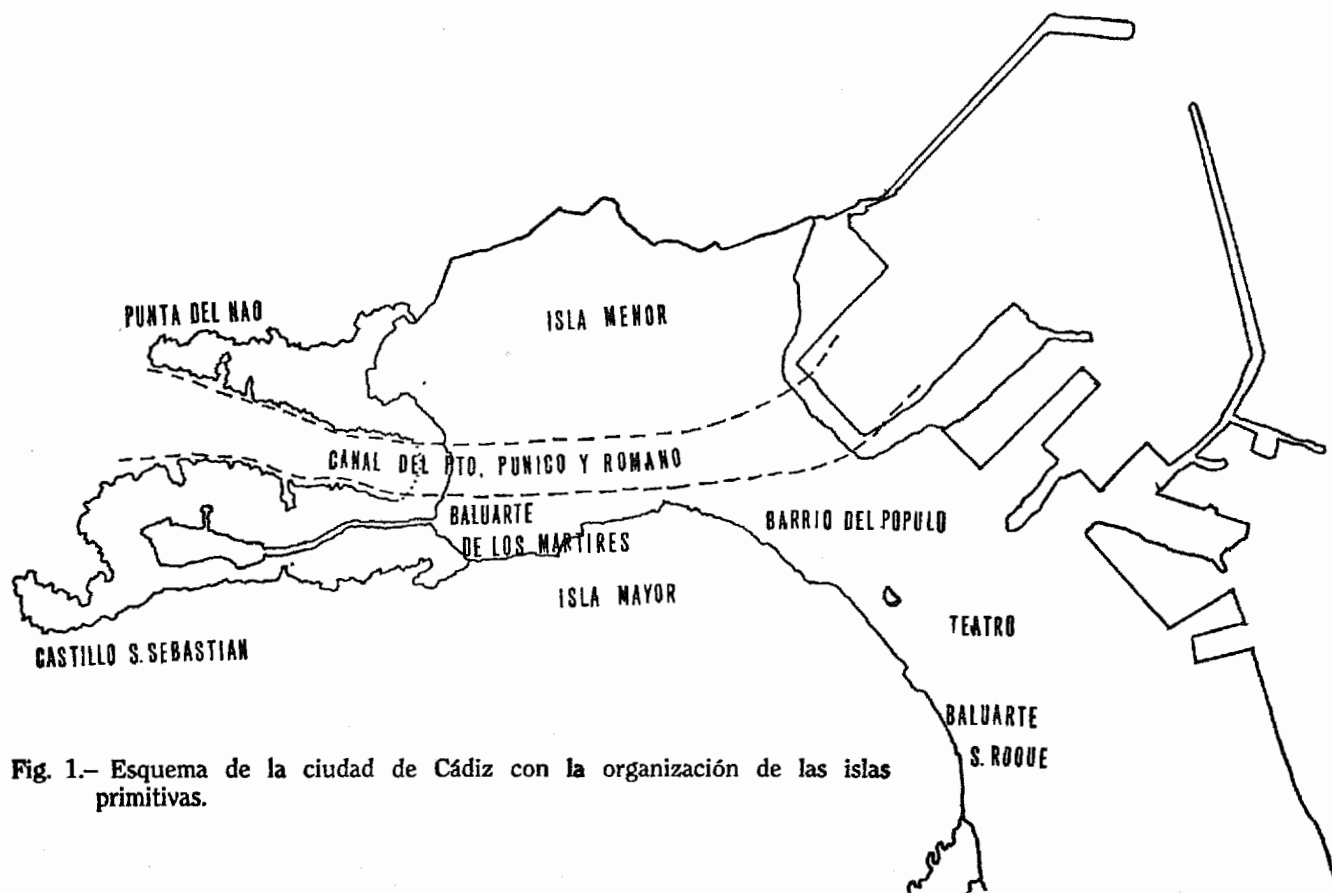 PUNTA DEL NAO
ISLA MENOR
CANAL DEL PTO, PUNICO Y ROMANO
BALUARTE
DE LOS MARTIRES
BARRIO DEL POPULO
ISLA MAYOR
TEATRO
CASTILLO S. SEBASTIAN
BALUARTE
S. ROQUE
Fig. 1.– Esquema de la ciudad de Cádiz con la organización de las islas
primitivas.